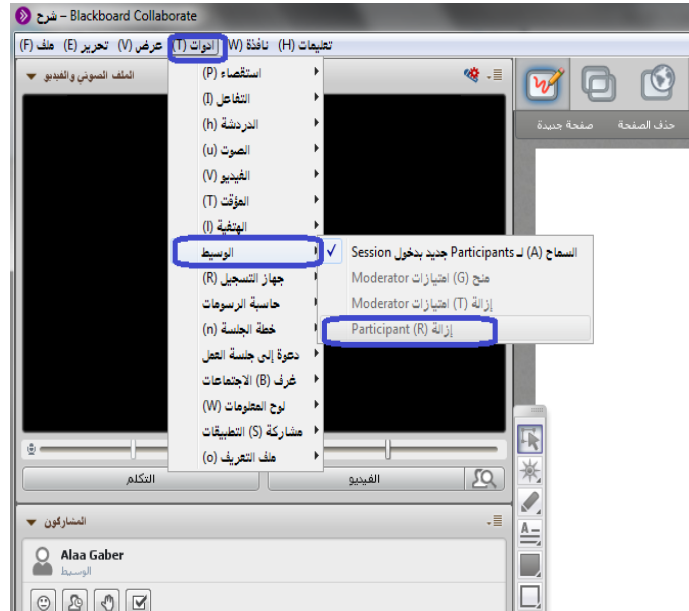 شرح – Blackboard Collaborate
ملف (F) تحرير (E) عرض (V) ادوات (T) نافذة (W) تعليمات (H)
الملف الصوتي والفيديو
استقصاء (P)
التفاعل (I)
الدردشة (h)
الصوت (u)
الفيديو (V)
المؤقت (T)
الهتفية (I)
الوسيط
جهاز التسجيل (R)
حاسبة الرسومات
خطة الجلسة (n)
دعوة إلى جلسة العمل
غرف (B) الاجتماعات
لوح المعلومات (W)
مشاركة (S) التطبيقات
ملف التعريف (o)
السماح (A) لـ Participants جديد بدخول Session
منح (G) امتيازات Moderator
إزالة (T) امتيازات Moderator
إزالة (R) Participant
صفحة جديدة
حذف الصفحة
التكلم
الفيديو
المشاركون
Alaa Gaber
الوسيط
A